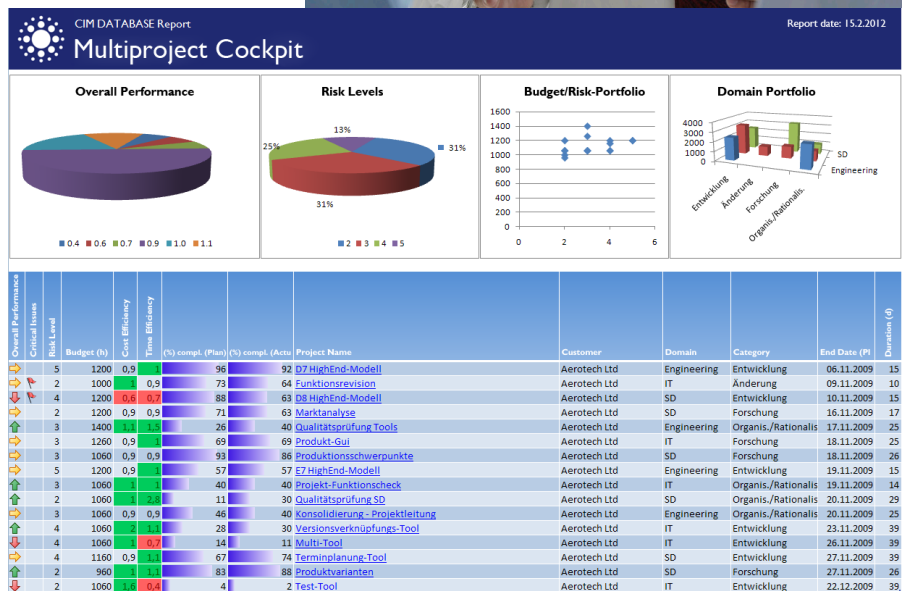 CIM DATABASE Report
Report date: 15.2.2012
Multiproject Cockpit
Overall Performance
0.4 0.6 0.7 0.9 1.0 1.1
Risk Levels
13%
25%
31%
31%
2 3 4 5
Budget/Risk-Portfolio
1600
1400
1200
1000
800
600
400
200
0
0 2 4 6
Domain Portfolio
4000
3000
2000
1000
0
SD
Engineering
Entwicklung
Änderung
Forschung
Organis./Rationalis.
Overall Performance Critical Issues Risk Level Budget (h) Cost Efficiency Time Efficiency (%) compl. (Plan) (%) compl. (Actu Project Name Customer Domain Category End Date (Pl Duration (d)
5 1200 0,9 1 96 92 D7 HighEnd-Modell Aerotech Ltd Engineering Entwicklung 06.11.2009 15
2 1000 1 0,9 73 64 Funktionsrevision Aerotech Ltd IT Änderung 09.11.2009 10
4 1200 0,6 0,7 88 63 D8 HighEnd-Modell Aerotech Ltd SD Entwicklung 10.11.2009 15
2 1200 0,9 0,9 71 63 Marktanalyse Aerotech Ltd SD Forschung 16.11.2009 17
3 1400 1,1 1,5 26 40 Qualitätsprüfung Tools Aerotech Ltd Engineering Organis./Rationalis 17.11.2009 25
3 1260 0,9 1 69 69 Produkt-Gui Aerotech Ltd IT Forschung 18.11.2009 25
3 1060 0,9 0,9 93 86 Produktionsschwerpunkte Aerotech Ltd SD Forschung 18.11.2009 26
5 1200 0,9 1 57 57 E7 HighEnd-Modell Aerotech Ltd Engineering Entwicklung 19.11.2009 15
3 1060 1 1 40 40 Projekt-Funktionscheck Aerotech Ltd IT Organis./Rationalis 19.11.2009 14
2 1060 1 2,8 11 30 Qualitätsprüfung SD Aerotech Ltd SD Organis./Rationalis 20.11.2009 29
3 1060 0,9 0,9 46 40 Konsolidierung - Projektleitung Aerotech Ltd Engineering Organis./Rationalis 20.11.2009 25
4 1060 2 1,1 28 30 Versionsverknüpfungs-Tool Aerotech Ltd IT Entwicklung 23.11.2009 39
4 1060 1 0,7 14 11 Multi-Tool Aerotech Ltd IT Entwicklung 26.11.2009 39
4 1160 0,9 1,1 67 74 Terminplanung-Tool Aerotech Ltd SD Entwicklung 27.11.2009 39
2 960 1 1,1 83 88 Produktvarianten Aerotech Ltd SD Forschung 27.11.2009 26
2 1060 1,6 0,4 4 2 Test-Tool Aerotech Ltd IT Entwicklung 22.12.2009 39,